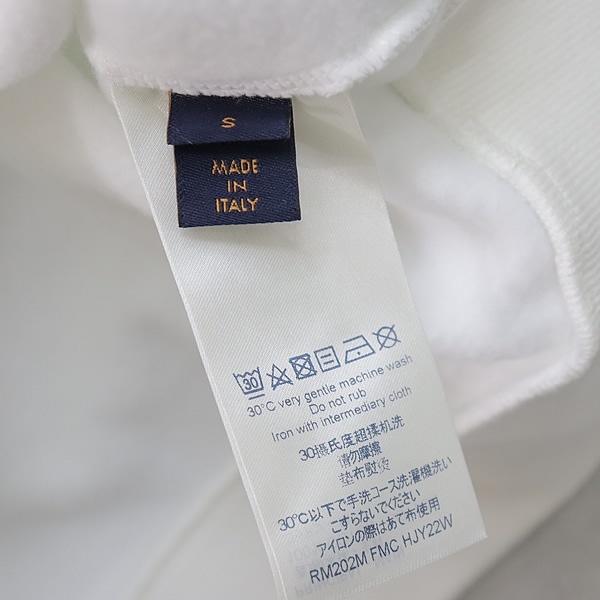 S
MADE
IN
ITALY
30
30°C very gentle machine wash
Do not rub
Iron with intermediary cloth
30摄氏度超揉机洗
请勿摩擦
垫布熨烫
30°C以下で手洗コース洗濯機洗い
こすらないでください
アイロンの際はあて布使用
RM202M FMC HJY22W